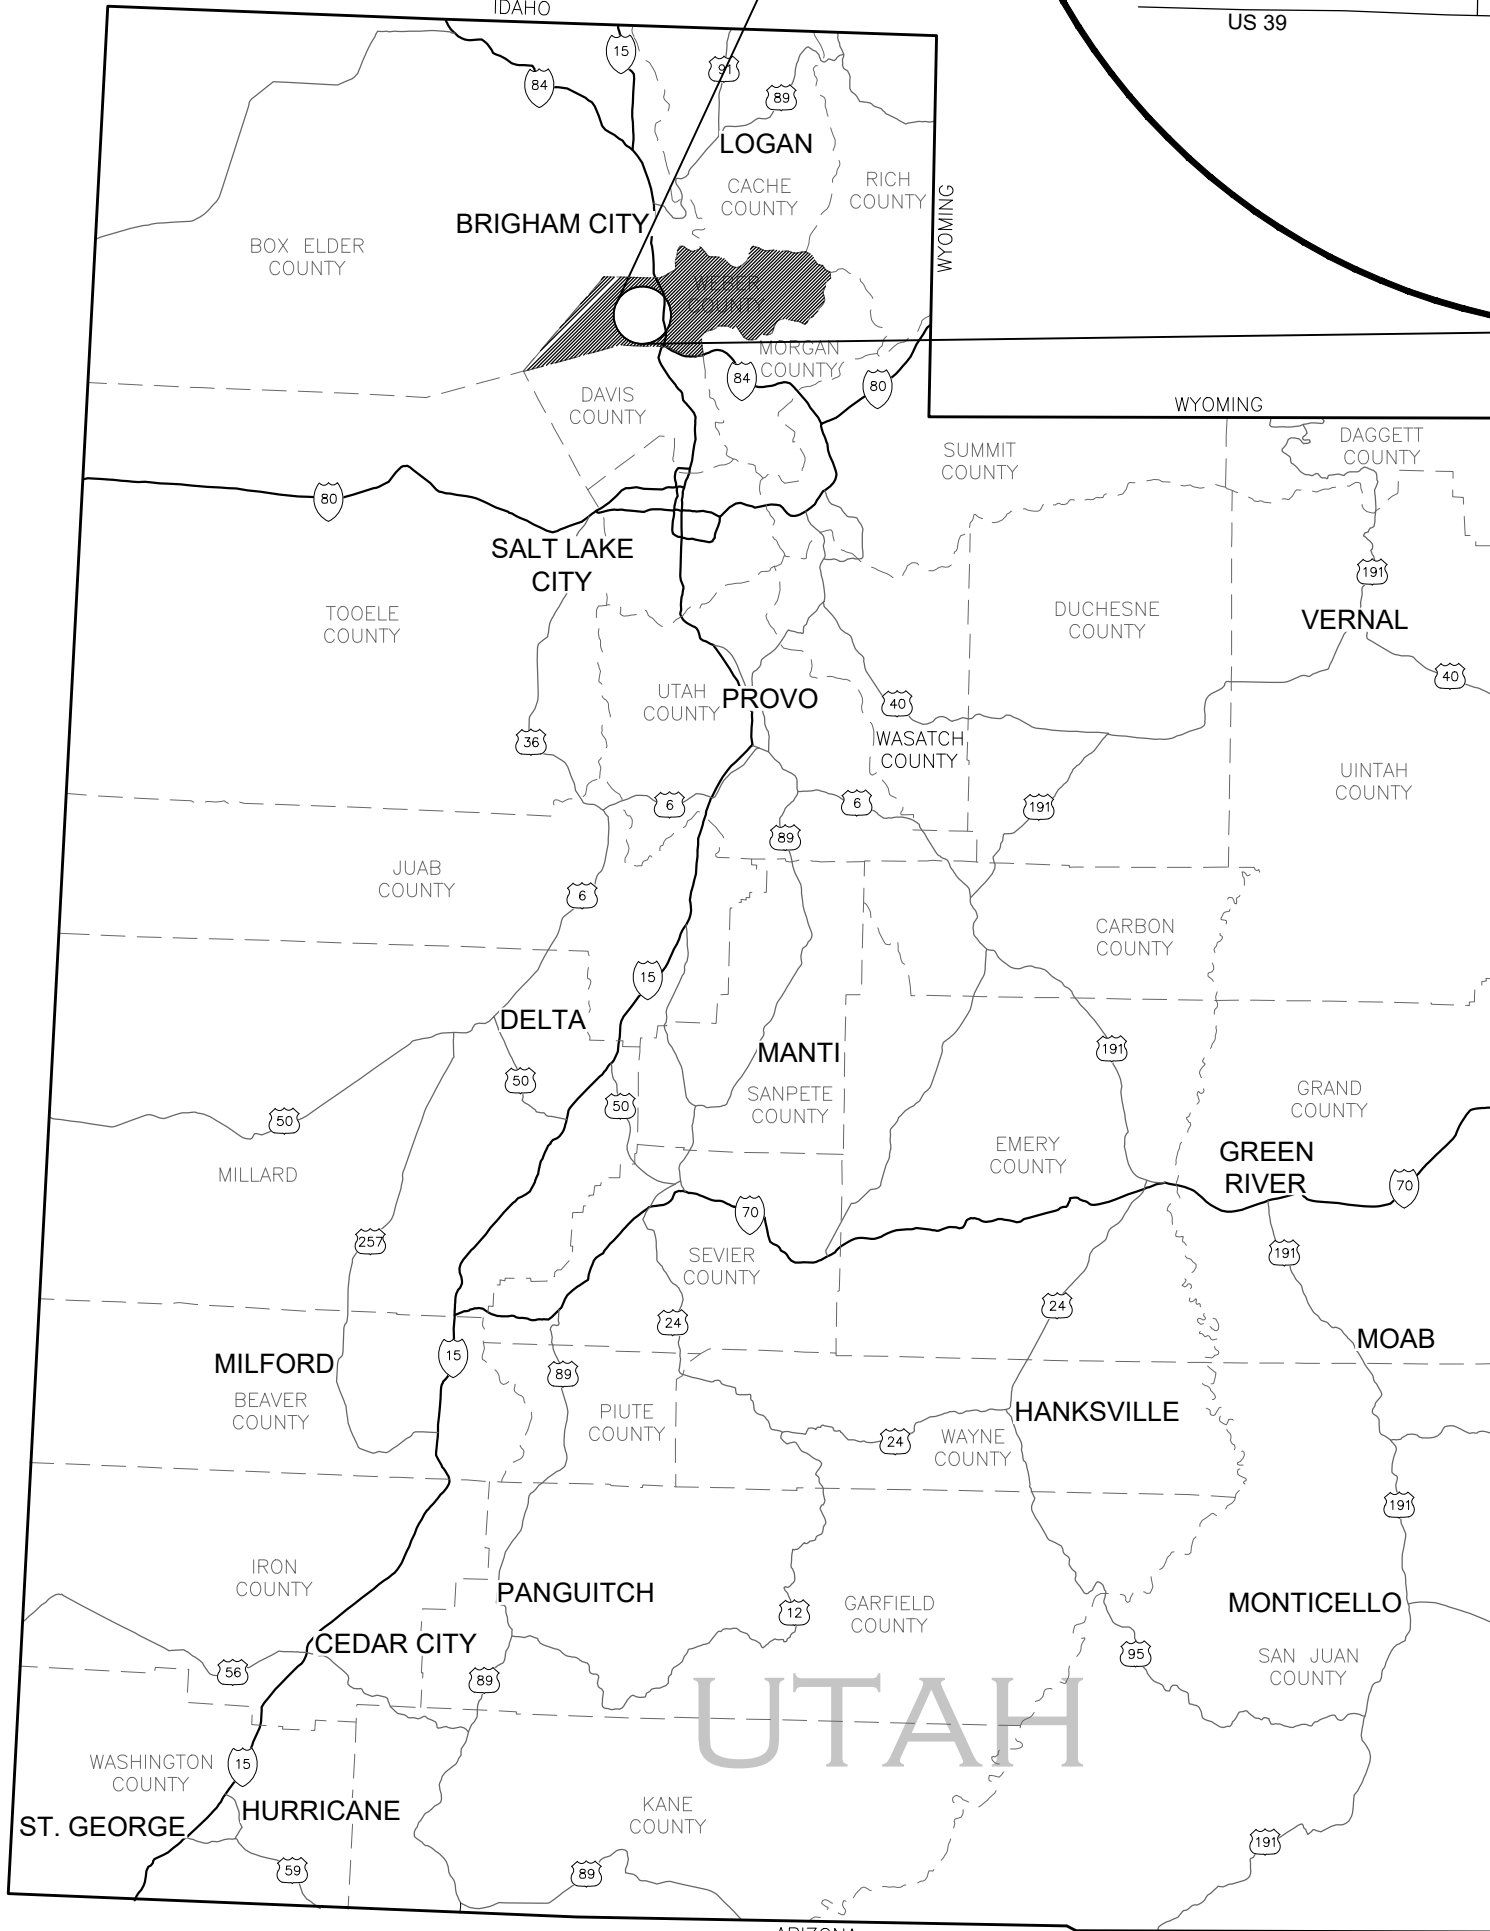 IDAHO
US 39
15
91
84
89
LOGAN
CACHE
COUNTY
RICH
COUNTY
WYOMING
BRIGHAM CITY
BOX ELDER
COUNTY
WEBER
COUNTY
MORGAN
COUNTY
84
80
DAVIS
COUNTY
WYOMING
SUMMIT
COUNTY
DAGGETT
COUNTY
80
SALT LAKE
CITY
191
TOOELE
COUNTY
DUCHESNE
COUNTY
VERNAL
40
UTAH
COUNTY
PROVO
40
36
WASATCH
COUNTY
UINTAH
COUNTY
6
6
191
89
JUAB
COUNTY
6
CARBON
COUNTY
15
DELTA
MANTI
191
50
50
50
SANPETE
COUNTY
GRAND
COUNTY
EMERY
COUNTY
GREEN
RIVER
MILLARD
70
70
257
SEVIER
COUNTY
191
24
24
MOAB
MILFORD
15
89
BEAVER
COUNTY
PIUTE
COUNTY
HANKSVILLE
24
WAYNE
COUNTY
191
IRON
COUNTY
PANGUITCH
12
GARFIELD
COUNTY
MONTICELLO
CEDAR CITY
56
89
95
SAN JUAN
COUNTY
UTAH
WASHINGTON
COUNTY
15
HURRICANE
ST. GEORGE
KANE
COUNTY
59
89
191
ARIZONA